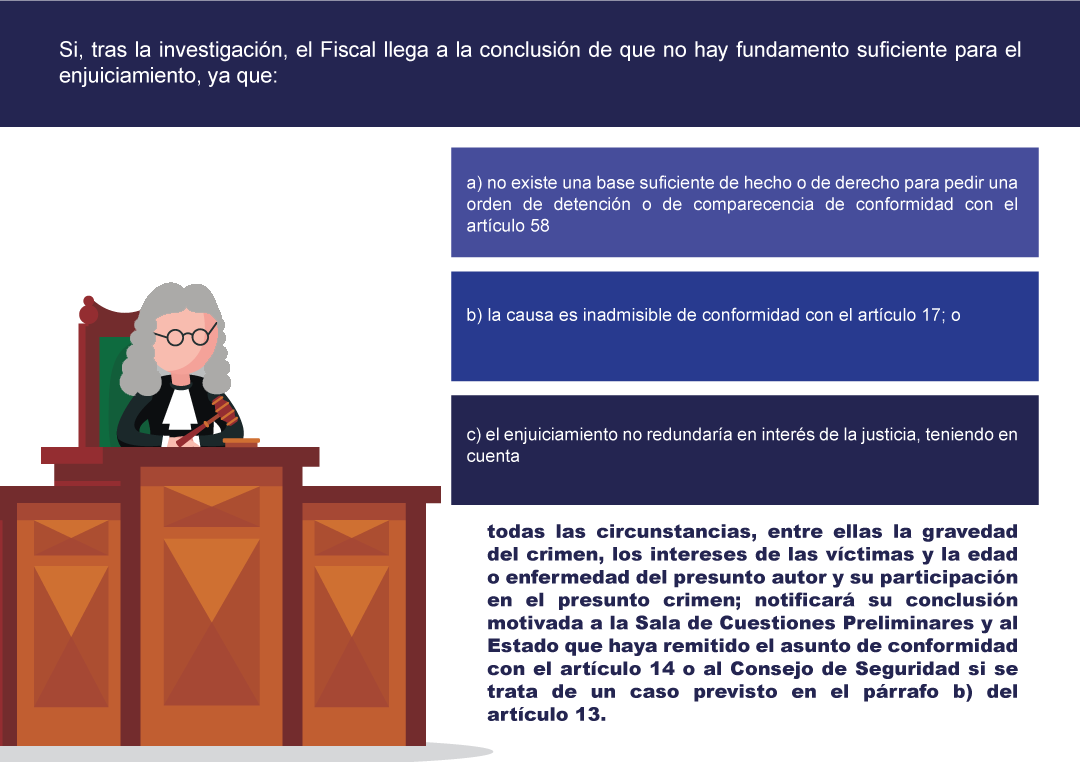 Si, tras la investigación, el Fiscal llega a la conclusión de que no hay fundamento suficiente para el
enjuiciamiento, ya que:
a) no existe una base suficiente de hecho o de derecho para pedir una
orden de detención o de comparecencia de conformidad con el
artículo 58
b) la causa es inadmisible de conformidad con el artículo 17; o
c) el enjuiciamiento no redundaría en interés de la justicia, teniendo en
cuenta
todas las circunstancias, entre ellas la gravedad
del crimen, los intereses de las víctimas y la edad
o enfermedad del presunto autor y su participación
en el presunto crimen; notificará su conclusión
motivada a la Sala de Cuestiones Preliminares y al
Estado que haya remitido el asunto de conformidad
con el artículo 14 o al Consejo de Seguridad si se
trata de un caso previsto en el párrafo b) del
artículo 13.